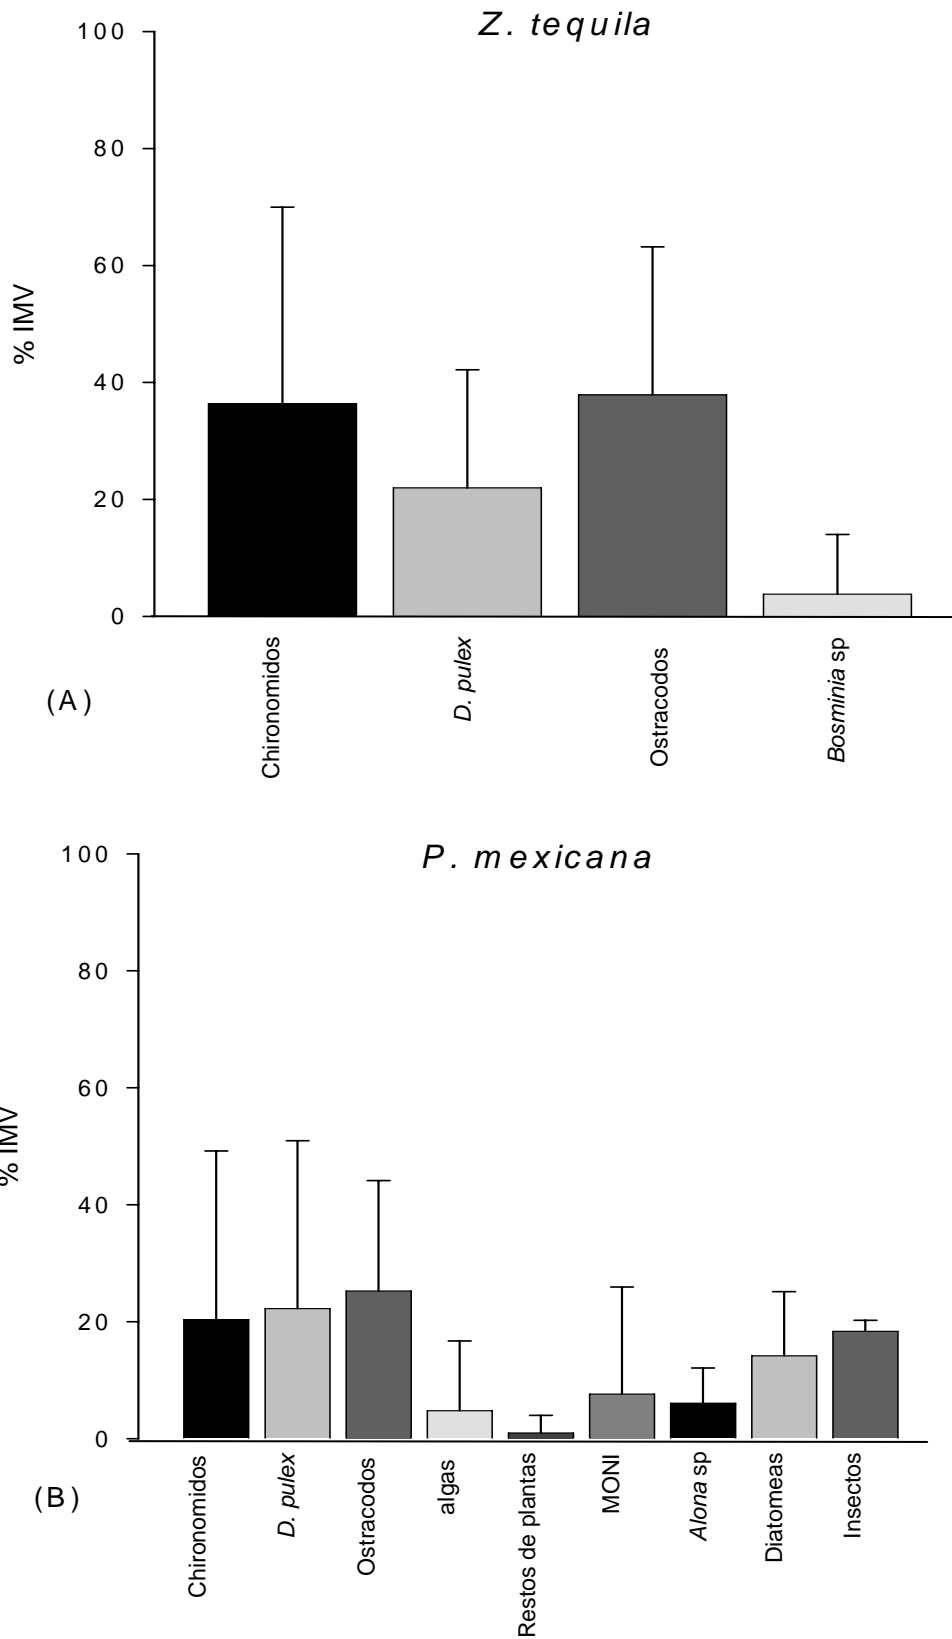 Z. tequila
100
80
60
40
20
0
% IMV
Chironomidos
D. pulex
Ostracodos
Bosminia sp
(A)
P. mexicana
100
80
60
40
20
0
% IMV
Chironomidos
D. pulex
Ostracodos
algas
Restos de plantas
MONI
Alona sp
Diatomeas
Insectos
(B)